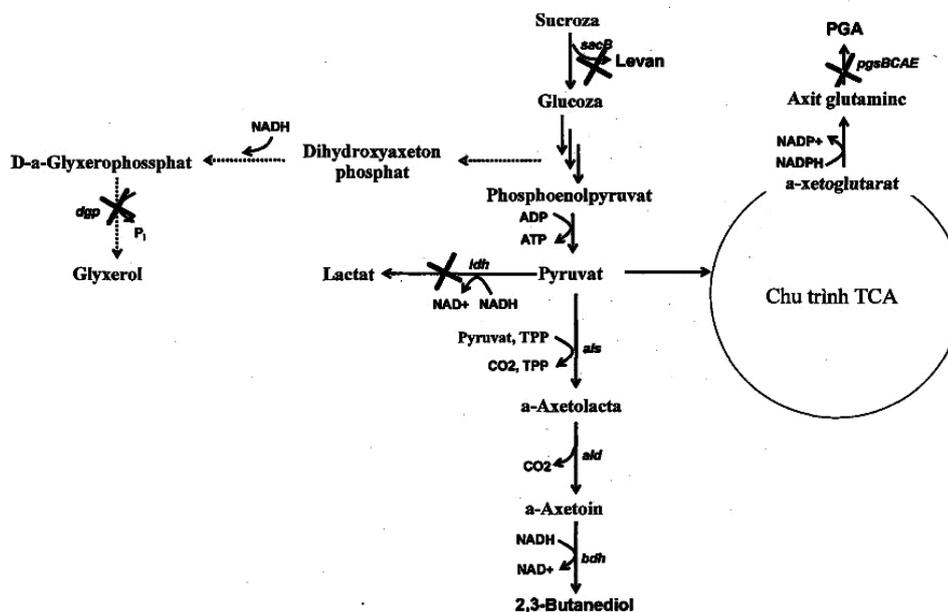 Sucroza
sacB
Levan
Glucoza
PGA
pgsBCAE
Axit glutaminc
NADP+
NADPH
a-xetoglutarat
NADH
D-a-Glyxerophossphat
Dihydroxyaxeton
phosphat
dgp
Pi
Glyxerol
Phosphoenolpyruvat
ADP
ATP
Lactat
ldh
Pyruvat
NAD+
NADH
Chu trình TCA
Pyruvat, TPP
als
CO2, TPP
a-Axetolacta
CO2
ald
a-Axetoin
NADH
bdh
NAD+
2,3-Butanediol